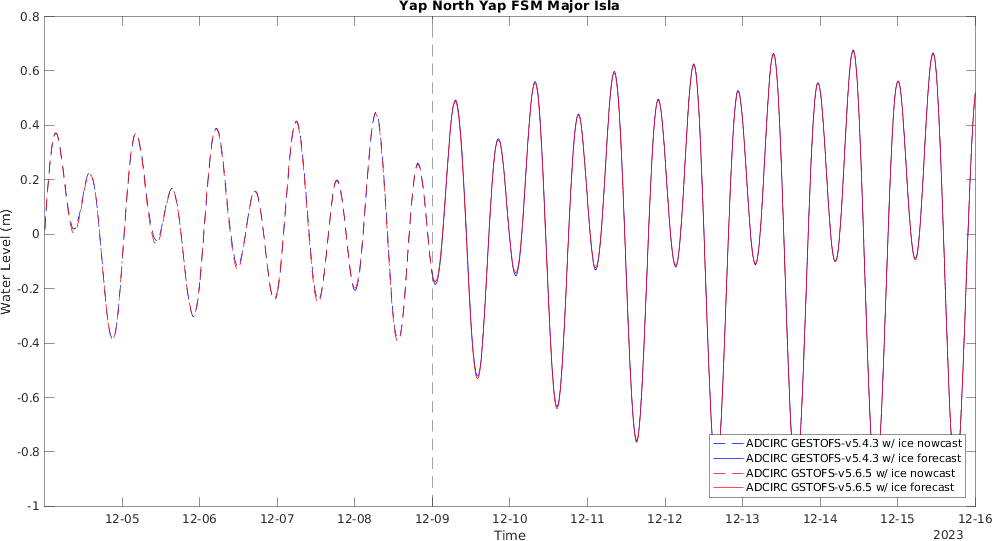 Yap North Yap FSM Major Isla
0.8
0.6
0.4
0.2
0
-0.2
-0.4
-0.6
-0.8
-1
Water Level (m)
ADCIRC GESTOFS-v5.4.3 w/ ice nowcast
ADCIRC GESTOFS-v5.4.3 w/ ice forecast
ADCIRC GSTOFS-v5.6.5 w/ ice nowcast
ADCIRC GSTOFS-v5.6.5 w/ ice forecast
12-05 12-06 12-07 12-08 12-09 12-10 12-11 12-12 12-13 12-14 12-15 12-16
Time
2023